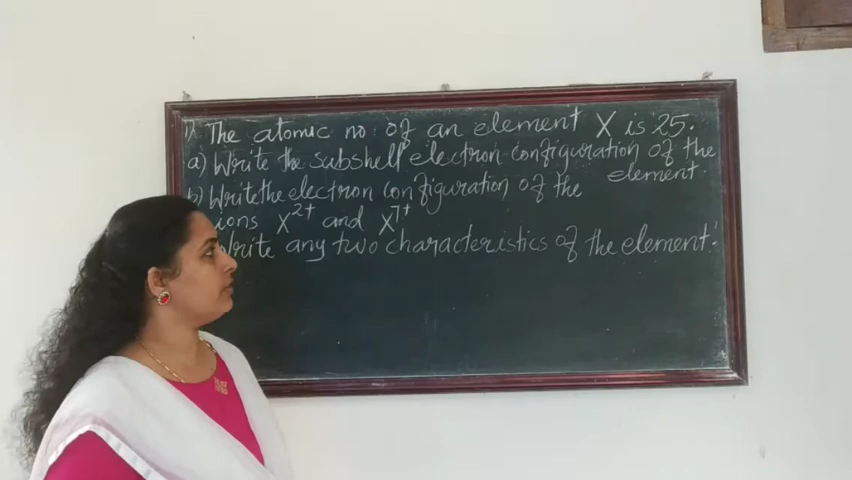 1) The atomic no: of an element X is 25.
a) Write the subshell electron configuration of the element.
b) Write the electron configuration of the
ions X2+ and X7+
Write any two characteristics of the element.